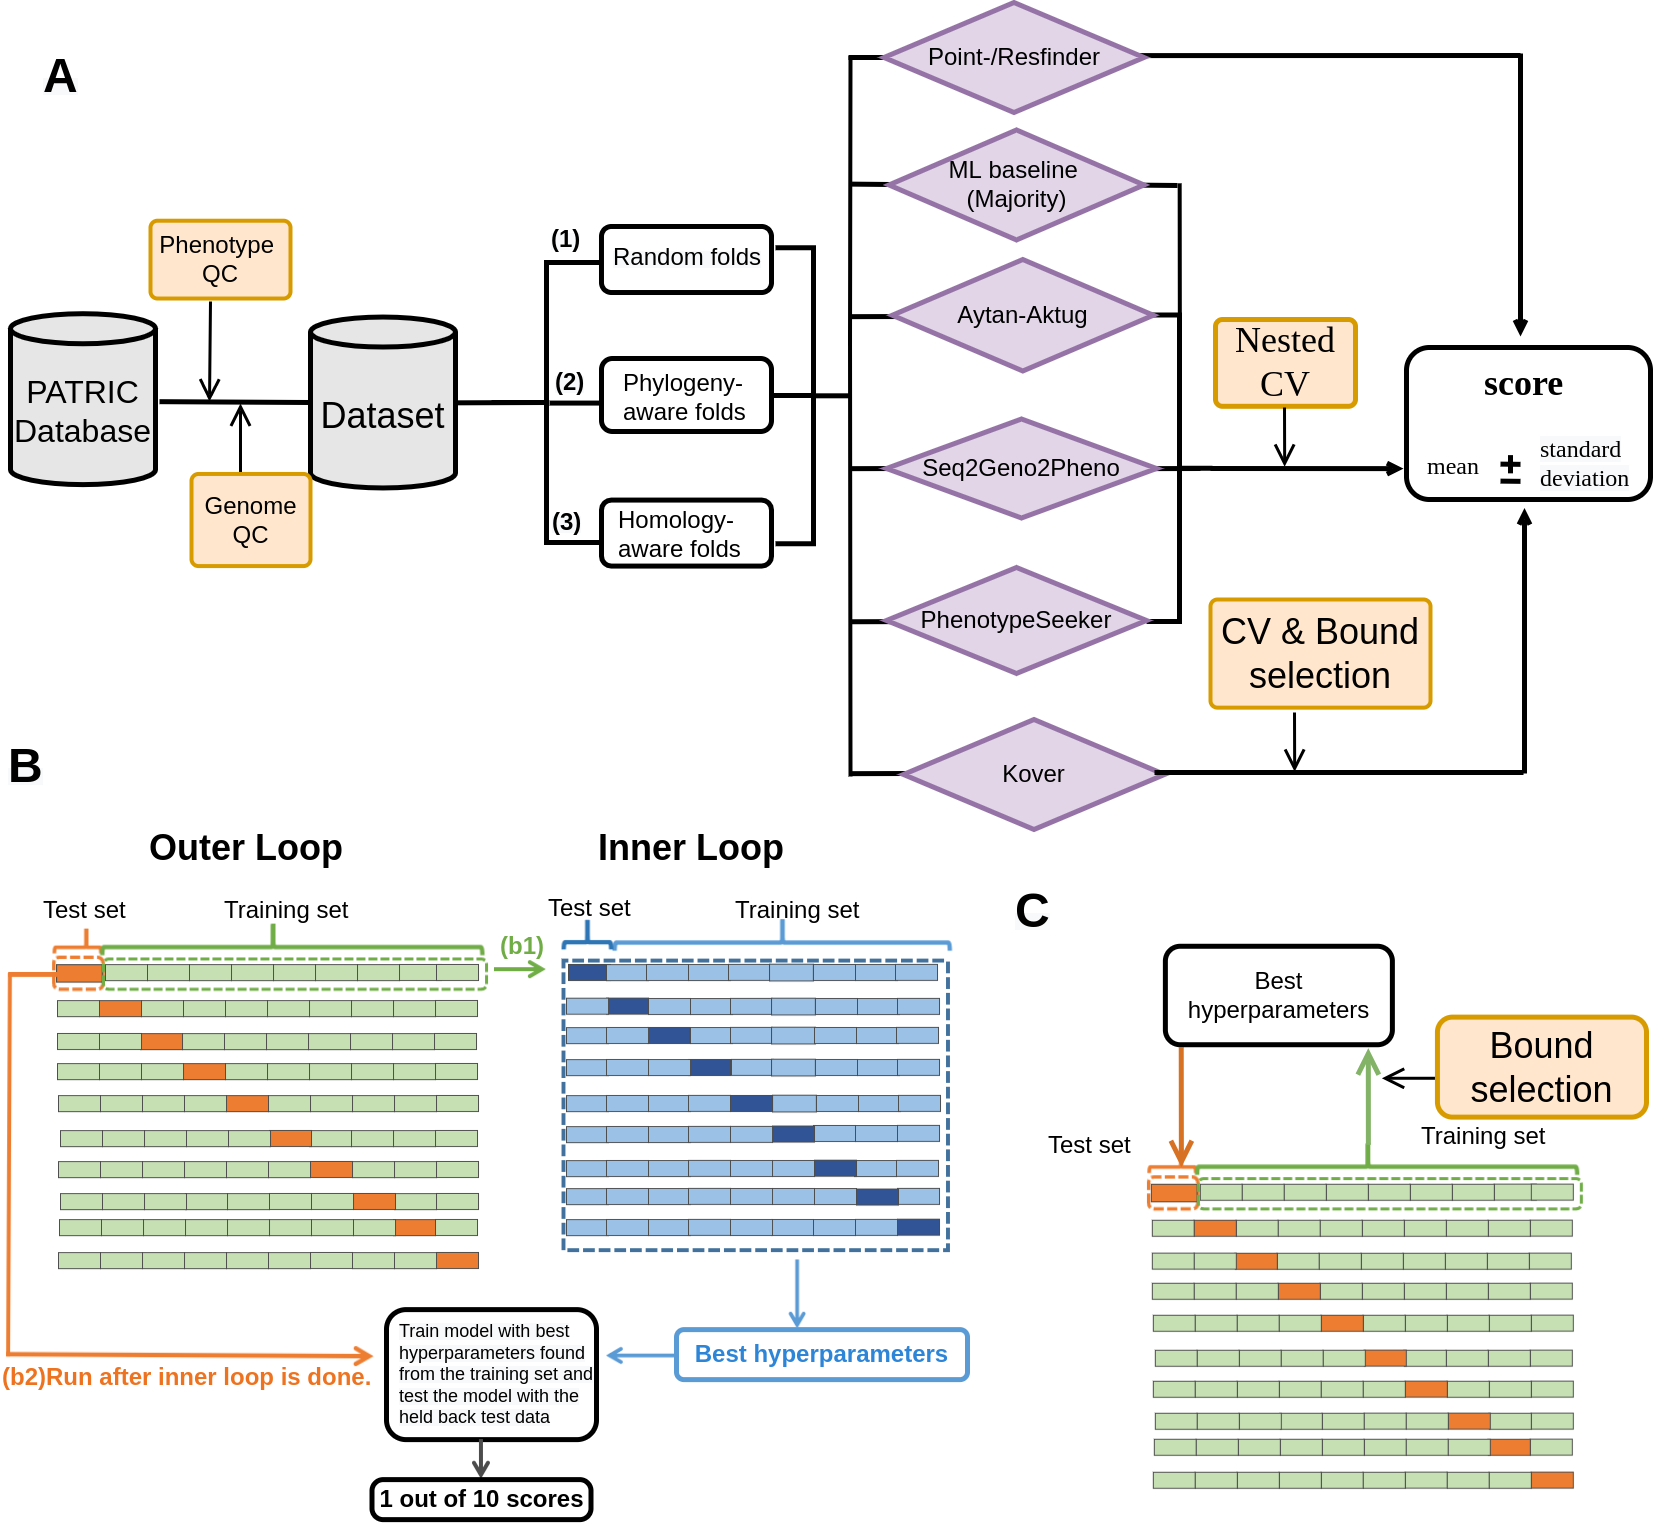 A
Point-/Resfinder
ML baseline
(Majority)
Phenotype
QC
(1)
Random folds
Aytan-Aktug
Nested
CV
PATRIC
Database
Dataset
(2)
Phylogeny-
aware folds
score
mean
±
standard
deviation
Seq2Geno2Pheno
Genome
QC
(3)
Homology-
aware folds
PhenotypeSeeker
CV & Bound
selection
Kover
B
Outer Loop
Inner Loop
Test set
Training set
(b1)
Test set
Training set
Train model with best
hyperparameters found
from the training set and
test the model with the
held back test data
Best hyperparameters
(b2)Run after inner loop is done.
1 out of 10 scores
C
Best
hyperparameters
Bound
selection
Test set
Training set